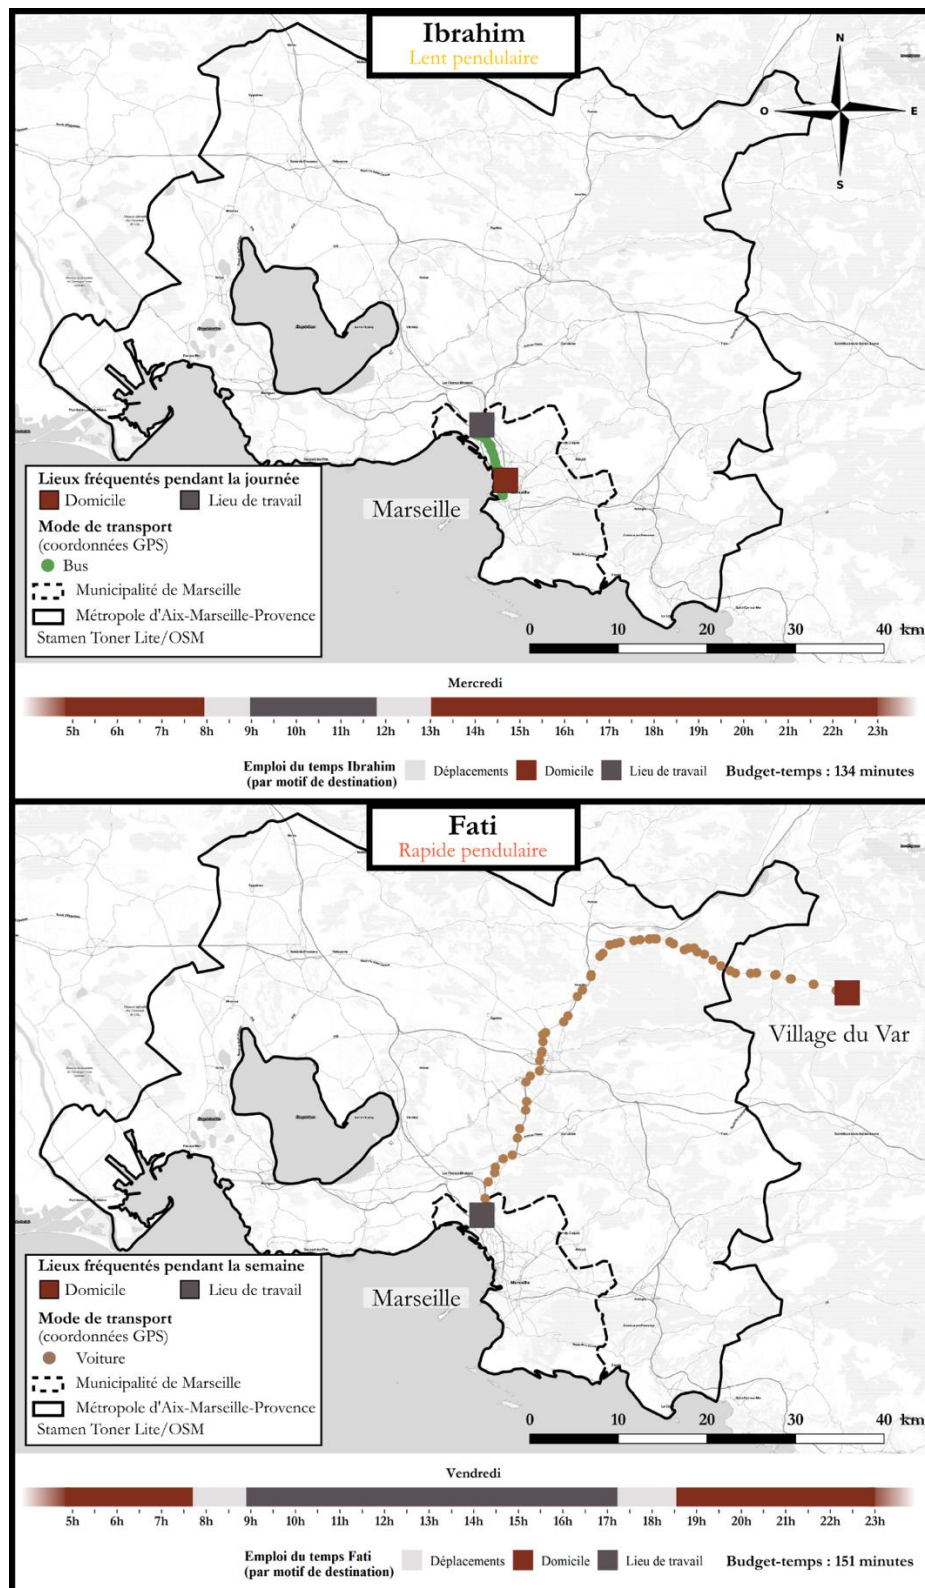 Ibrahim
Lent pendulaire
N
O
E
S
Marseille
Lieux fréquentés pendant la journée
Domicile
Lieu de travail
Mode de transport
(coordonnées GPS)
Bus
Municipalité de Marseille
Métropole d'Aix-Marseille-Provence
Stamen Toner Lite/OSM
0 10 20 30 40 km
Mercredi
5h 6h 7h 8h 9h 10h 11h 12h 13h 14h 15h 16h 17h 18h 19h 20h 21h 22h 23h
Emploi du temps Ibrahim
(par motif de destination)
Déplacements
Domicile
Lieu de travail
Budget-temps : 134 minutes
Fati
Rapide pendulaire
Village du Var
Marseille
Marseille
Lieux fréquentés pendant la semaine
Domicile
Lieu de travail
Mode de transport
(coordonnées GPS)
Voiture
Municipalité de Marseille
Métropole d'Aix-Marseille-Provence
Stamen Toner Lite/OSM
0 10 20 30 40 km
Vendredi
5h 6h 7h 8h 9h 10h 11h 12h 13h 14h 15h 16h 17h 18h 19h 20h 21h 22h 23h
Emploi du temps Fati
(par motif de destination)
Déplacements
Domicile
Lieu de travail
Budget-temps : 151 minutes